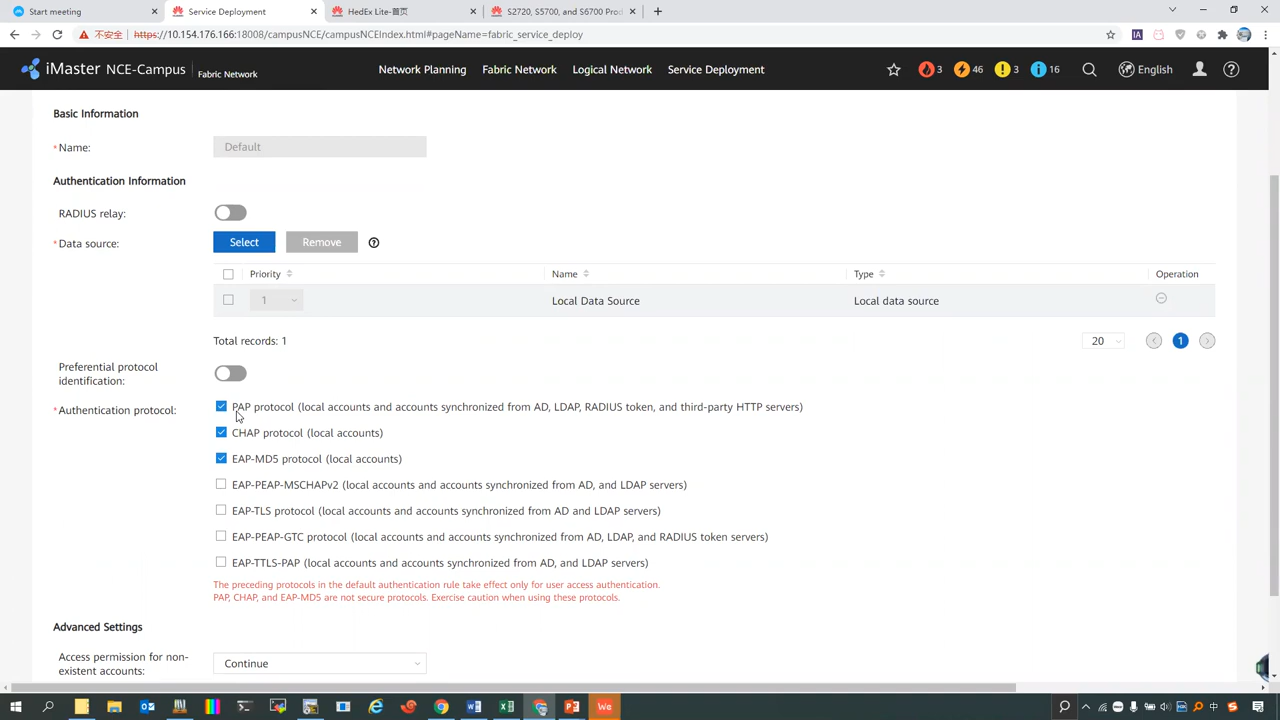 Start meeting
Service Deployment
HedEx Lite-首页
S2720, S5700, and S6700 Prod
不安全
https://10.154.176.166:18008/campusNCE/campusNCEIndex.html#pageName=fabric_service_deploy
IA
iMaster NCE-Campus
Fabric Network
Network Planning
Fabric Network
Logical Network
Service Deployment
3
46
3
16
English
Basic Information
*Name:
Default
Authentication Information
RADIUS relay:
*Data source:
Select
Remove
Priority
Name
Type
Operation
1
Local Data Source
Local data source
Total records: 1
20
1
Preferential protocol
identification:
*Authentication protocol:
PAP protocol (local accounts and accounts synchronized from AD, LDAP, RADIUS token, and third-party HTTP servers)
CHAP protocol (local accounts)
EAP-MD5 protocol (local accounts)
EAP-PEAP-MSCHAPv2 (local accounts and accounts synchronized from AD, and LDAP servers)
EAP-TLS protocol (local accounts and accounts synchronized from AD and LDAP servers)
EAP-PEAP-GTC protocol (local accounts and accounts synchronized from AD, LDAP, and RADIUS token servers)
EAP-TTLS-PAP (local accounts and accounts synchronized from AD, and LDAP servers)
The preceding protocols in the default authentication rule take effect only for user access authentication.
PAP, CHAP, and EAP-MD5 are not secure protocols. Exercise caution when using these protocols.
Advanced Settings
Access permission for non-
existent accounts:
Continue
We